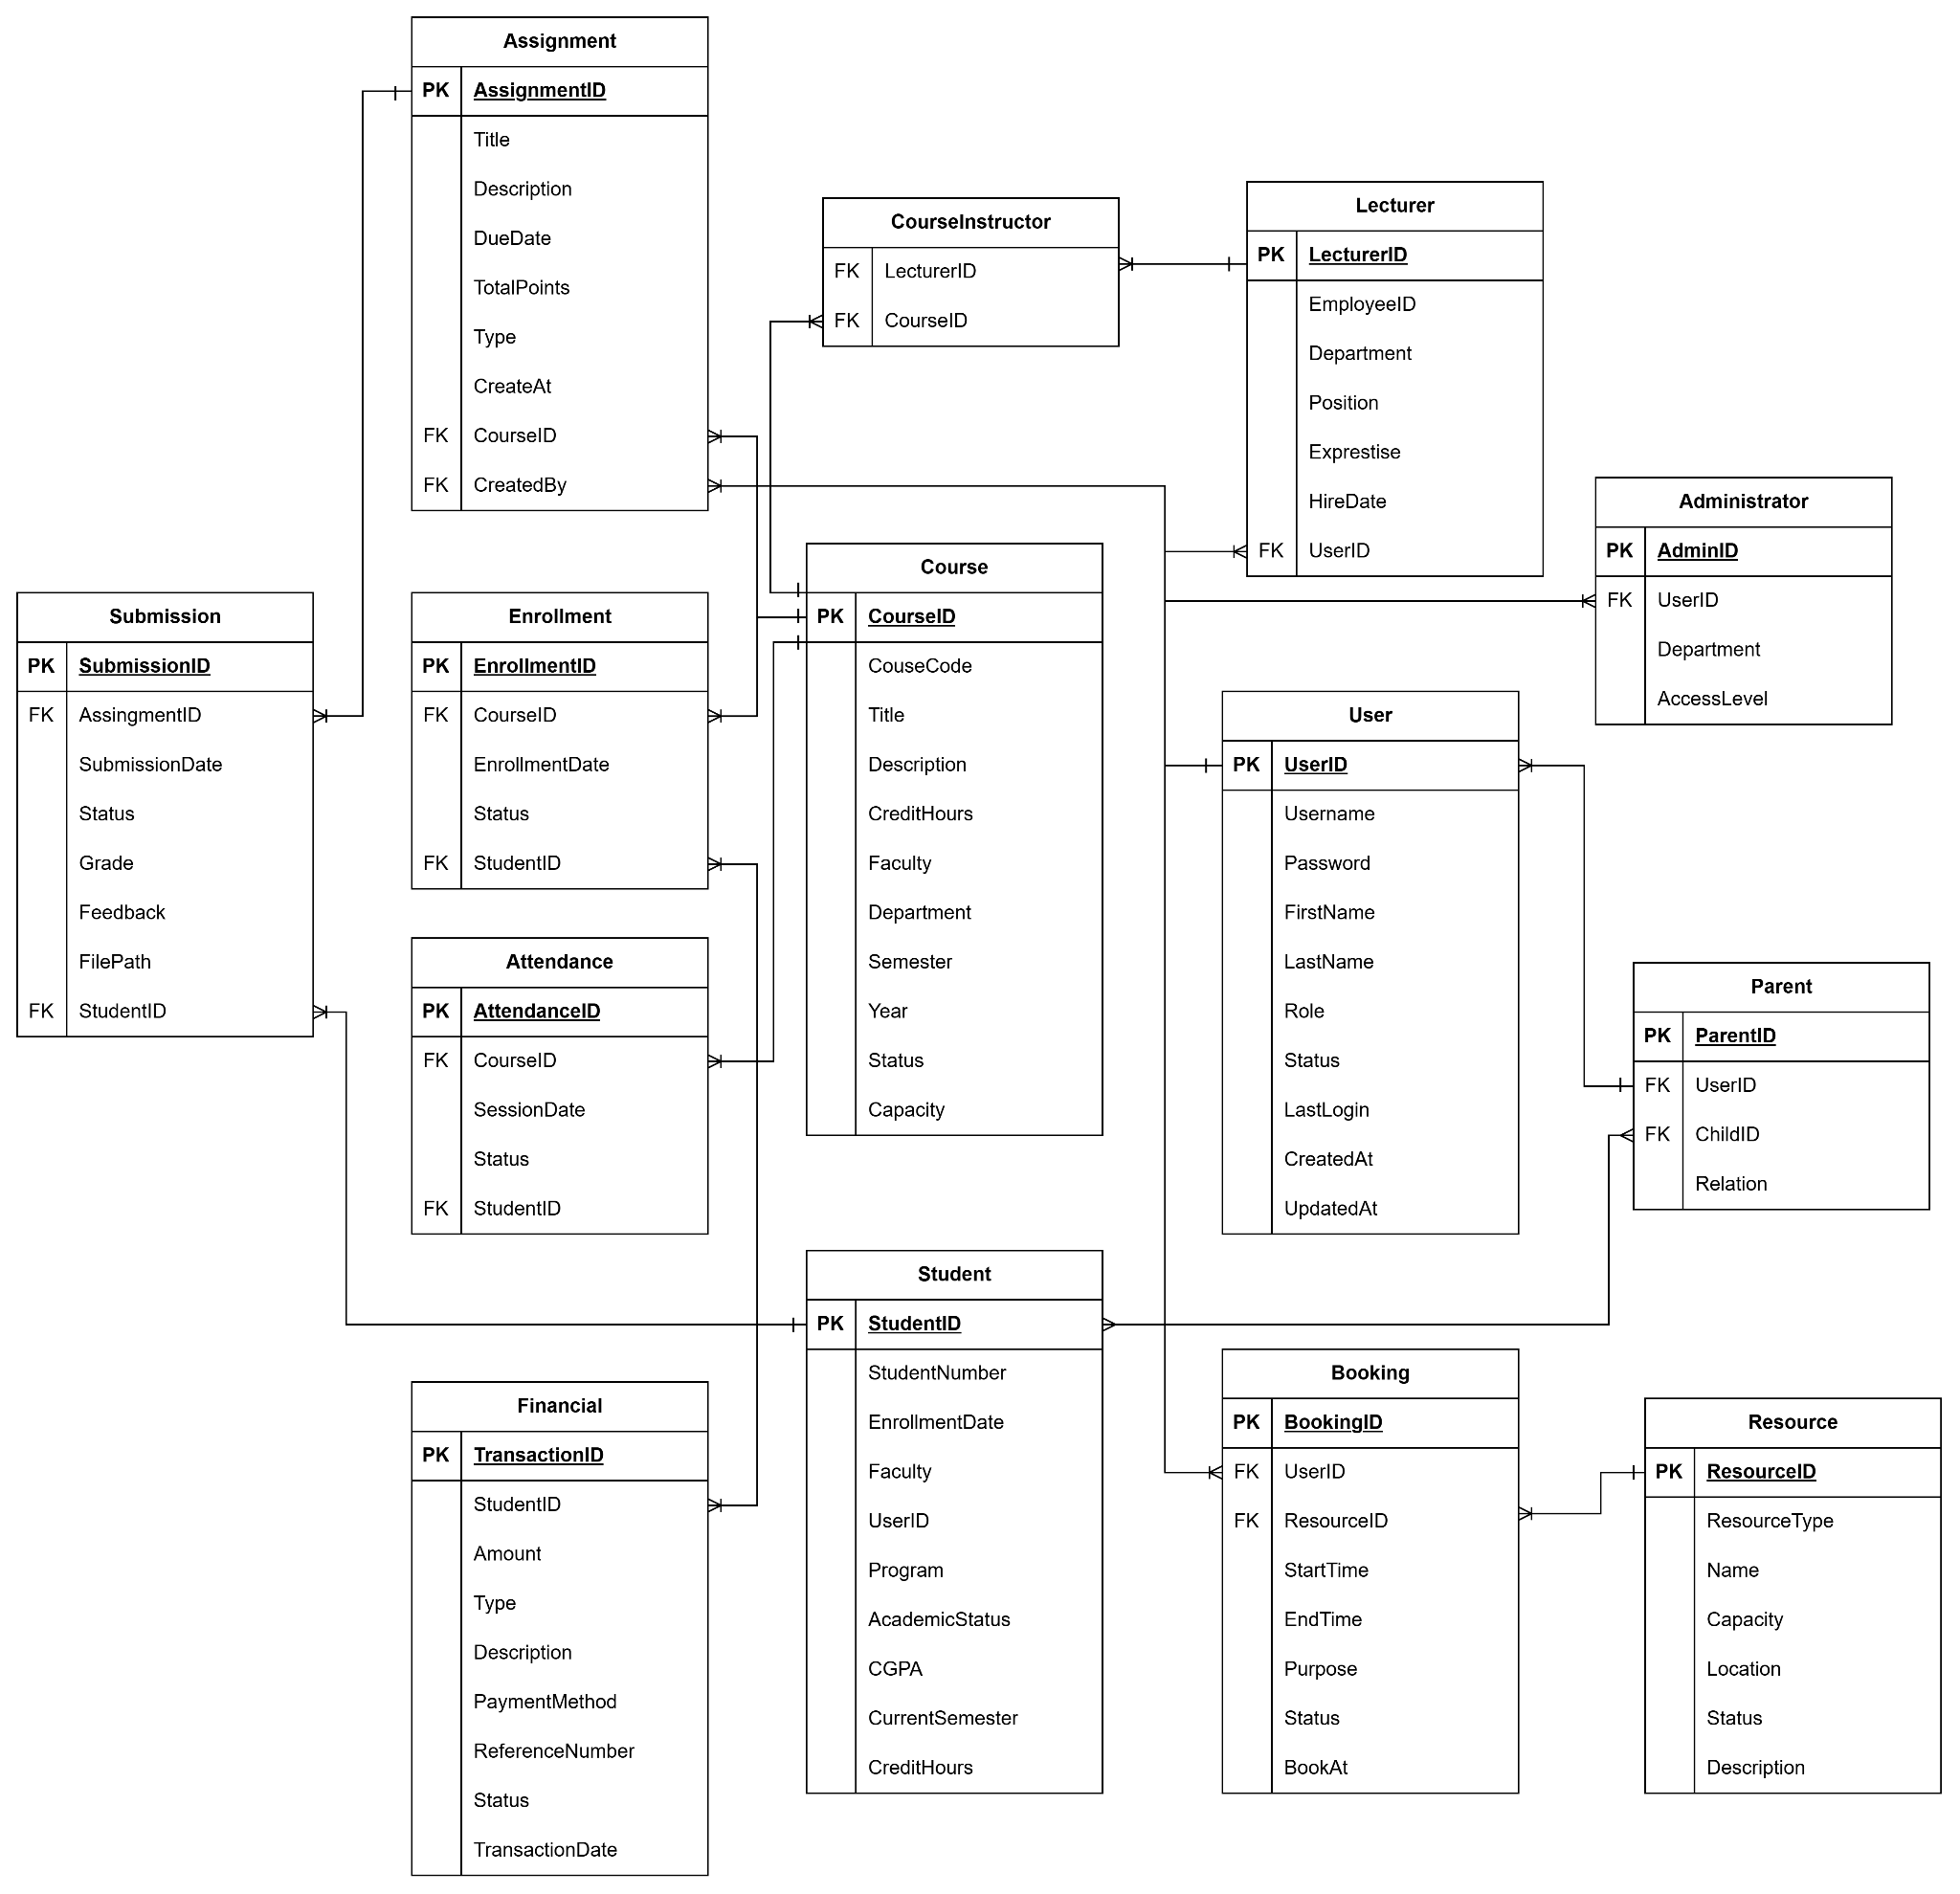 Assignment
PK AssignmentID
Title
Description
DueDate
TotalPoints
Type
CreateAt
FK CourseID
FK CreatedBy
CourseInstructor
FK LecturerID
FK CourseID
Lecturer
PK LecturerID
EmployeeID
Department
Position
Exprestise
HireDate
FK UserID
Administrator
PK AdminID
FK UserID
Department
AccessLevel
Submission
PK SubmissionID
FK AssingmentID
SubmissionDate
Status
Grade
Feedback
FilePath
FK StudentID
Enrollment
PK EnrollmentID
FK CourseID
EnrollmentDate
Status
FK StudentID
Course
PK CourseID
CouseCode
Title
Description
CreditHours
Faculty
Department
Semester
Year
Status
Capacity
User
PK UserID
Username
Password
FirstName
LastName
Role
Status
LastLogin
CreatedAt
UpdatedAt
Attendance
PK AttendanceID
FK CourseID
SessionDate
Status
FK StudentID
Parent
PK ParentID
FK UserID
FK ChildID
Relation
Student
PK StudentID
StudentNumber
EnrollmentDate
Faculty
UserID
Program
AcademicStatus
CGPA
CurrentSemester
CreditHours
Financial
PK TransactionID
StudentID
Amount
Type
Description
PaymentMethod
ReferenceNumber
Status
TransactionDate
Booking
PK BookingID
FK UserID
FK ResourceID
StartTime
EndTime
Purpose
Status
BookAt
Resource
PK ResourceID
ResourceType
Name
Capacity
Location
Status
Description